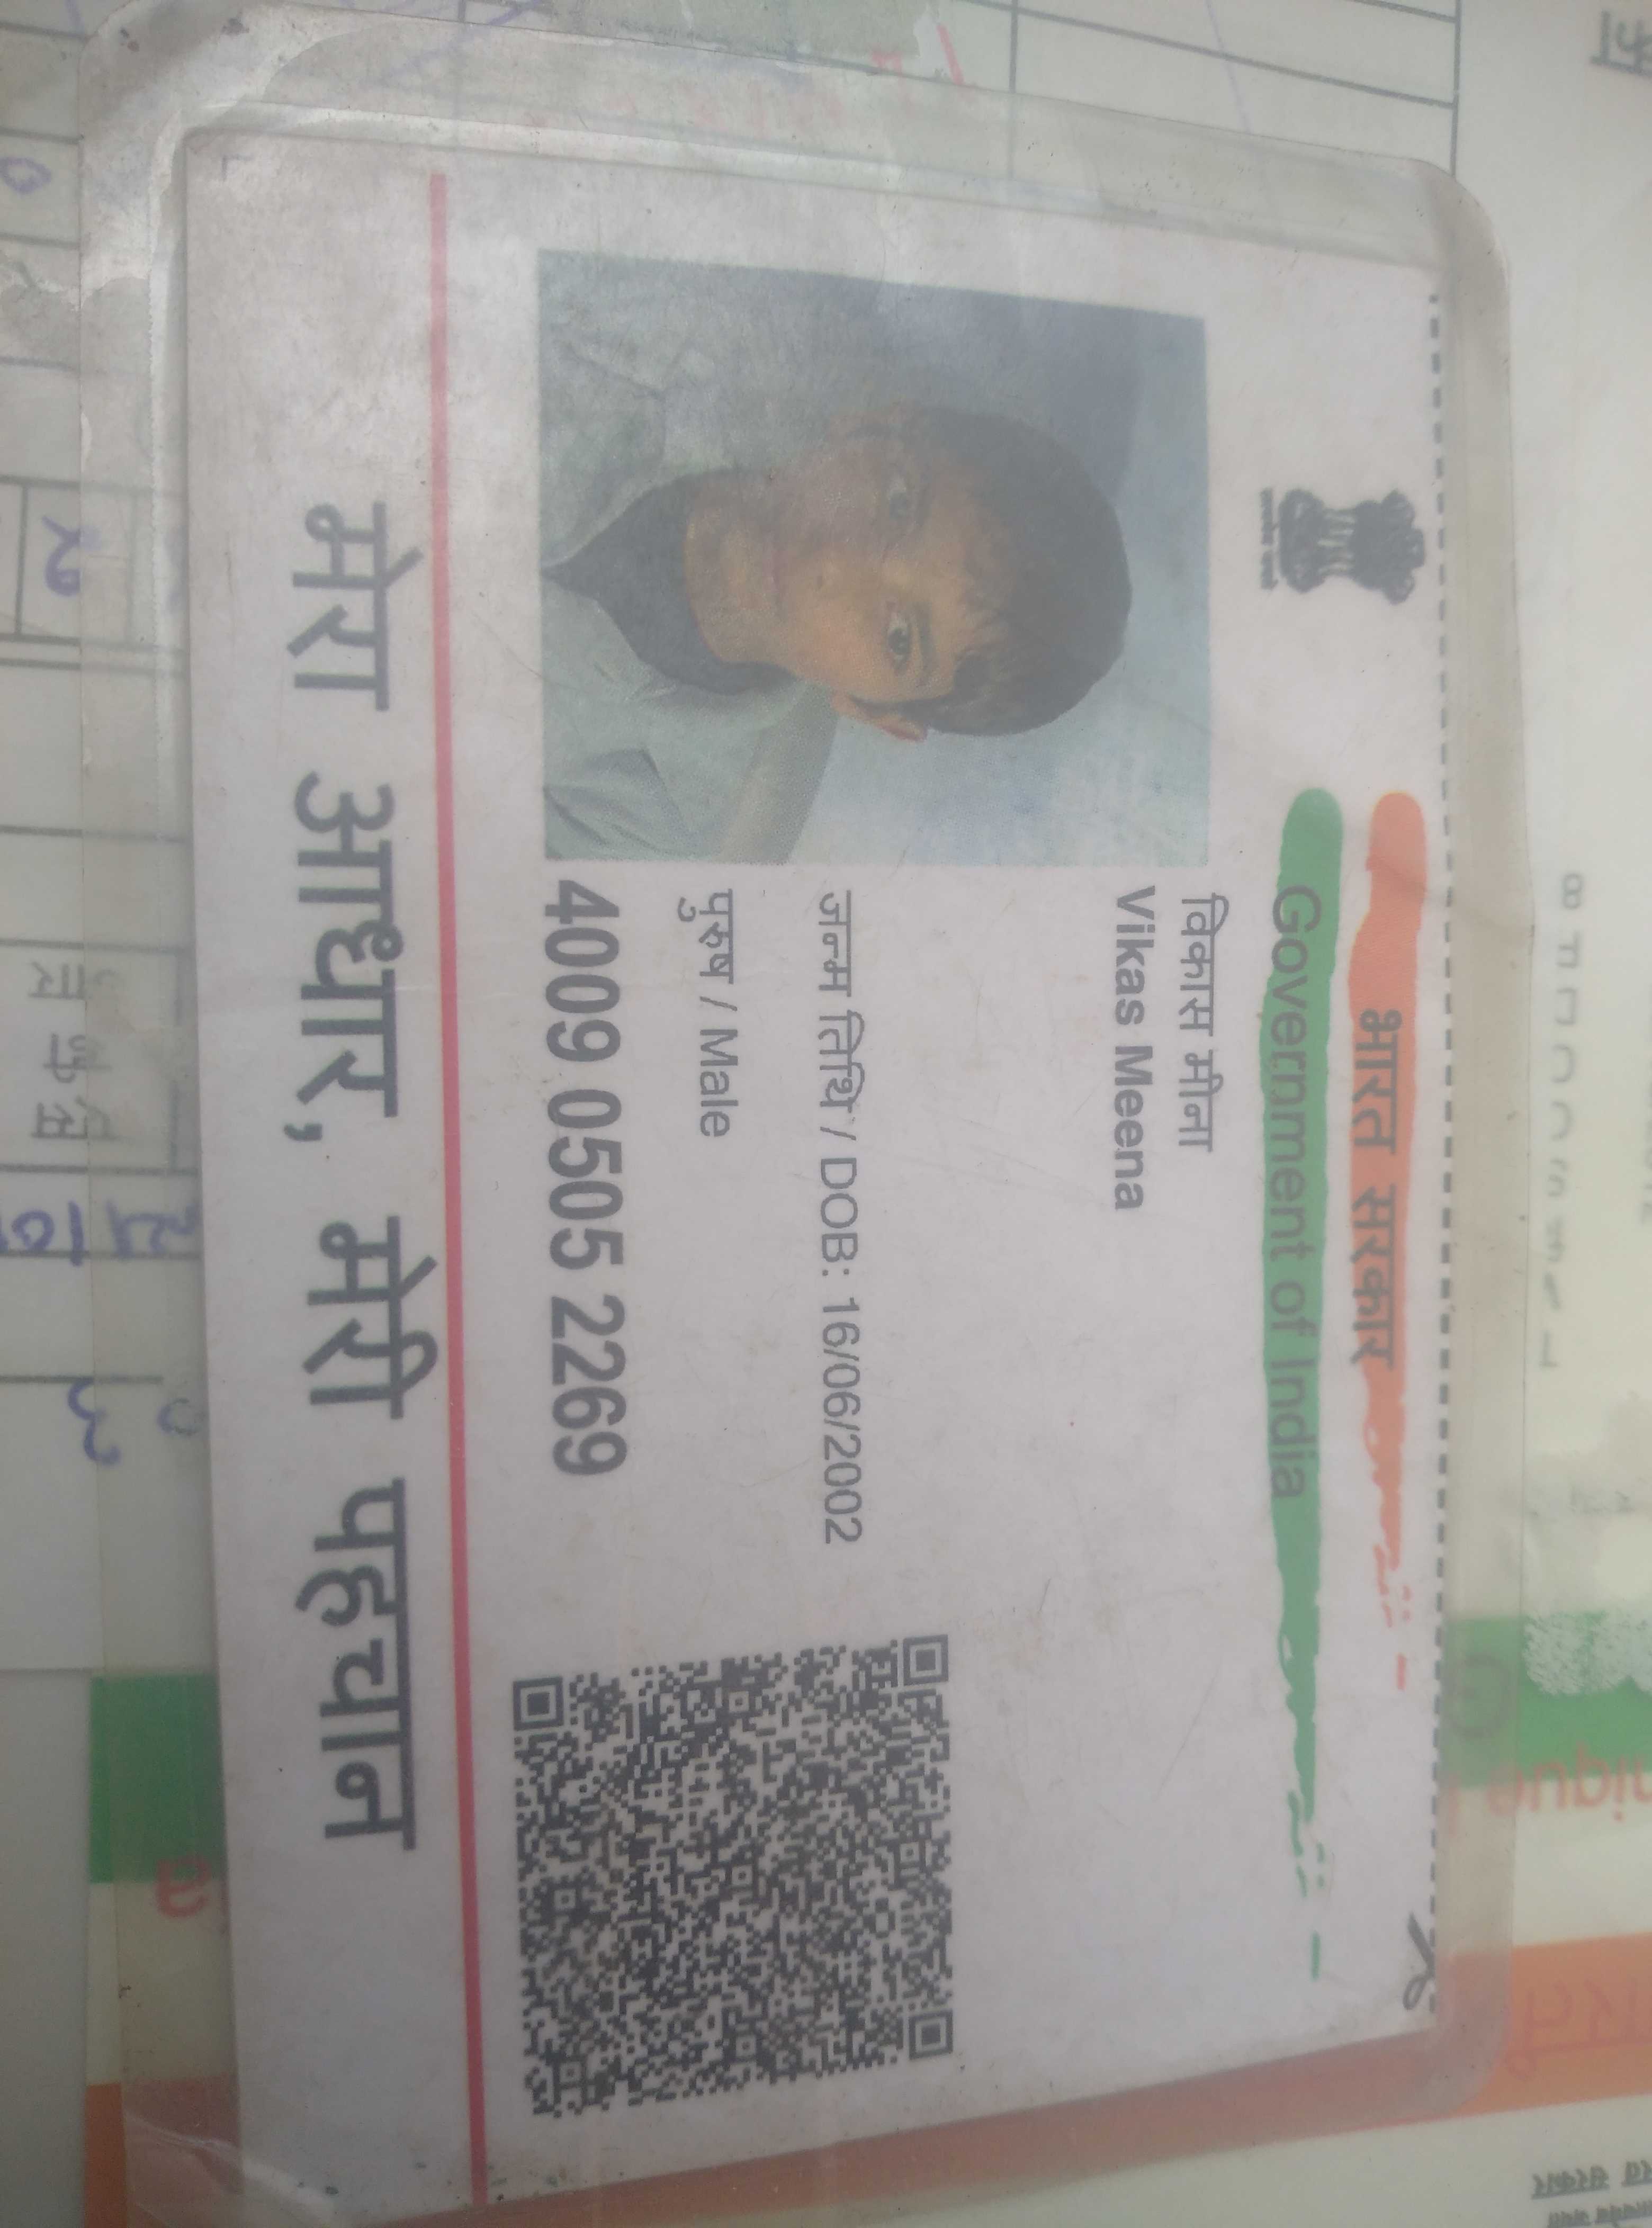 भारत सरकार
Government of India
विकास मीना
Vikas Meena
जन्म तिथि / DOB: 16/06/2002
पुरुष / Male
4009 0505 2269
मेरा आधार, मेरी पहचान